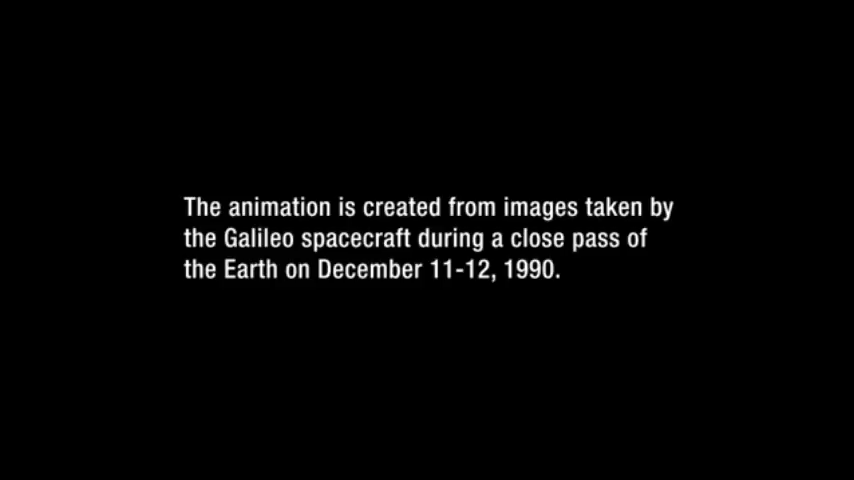 The animation is created from images taken by
the Galileo spacecraft during a close pass of
the Earth on December 11-12, 1990.